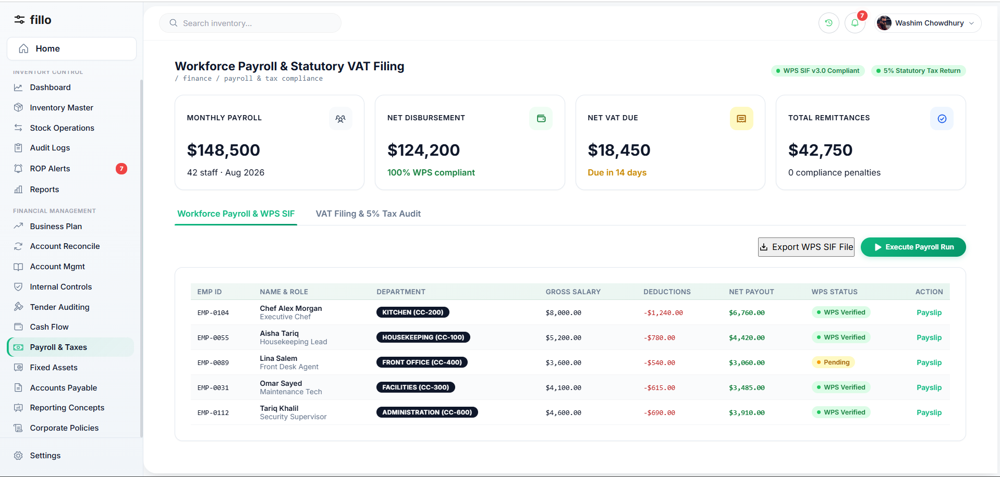 fillo
Home
INVENTORY CONTROL
Dashboard
Inventory Master
Stock Operations
Audit Logs
ROP Alerts 7
Reports
FINANCIAL MANAGEMENT
Business Plan
Account Reconcile
Account Mgmt
Internal Controls
Tender Auditing
Cash Flow
Payroll & Taxes
Fixed Assets
Accounts Payable
Reporting Concepts
Corporate Policies
Settings
Search inventory...
7
Washim Chowdhury
Workforce Payroll & Statutory VAT Filing
/ finance / payroll & tax compliance
WPS SIF v3.0 Compliant
5% Statutory Tax Return
MONTHLY PAYROLL
$148,500
42 staff · Aug 2026
NET DISBURSEMENT
$124,200
100% WPS compliant
NET VAT DUE
$18,450
Due in 14 days
TOTAL REMITTANCES
$42,750
0 compliance penalties
Workforce Payroll & WPS SIF
VAT Filing & 5% Tax Audit
Export WPS SIF File
Execute Payroll Run
EMP ID NAME & ROLE DEPARTMENT GROSS SALARY DEDUCTIONS NET PAYOUT WPS STATUS ACTION
EMP-0104 Chef Alex Morgan KITCHEN (CC-200) $8,000.00 -$1,240.00 $6,760.00 WPS Verified Payslip
Executive Chef
EMP-0055 Aisha Tariq HOUSEKEEPING (CC-100) $5,200.00 -$780.00 $4,420.00 WPS Verified Payslip
Housekeeping Lead
EMP-0089 Lina Salem FRONT OFFICE (CC-400) $3,600.00 -$540.00 $3,060.00 Pending Payslip
Front Desk Agent
EMP-0031 Omar Sayed FACILITIES (CC-300) $4,100.00 -$615.00 $3,485.00 WPS Verified Payslip
Maintenance Tech
EMP-0112 Tariq Khalil ADMINISTRATION (CC-600) $4,600.00 -$690.00 $3,910.00 WPS Verified Payslip
Security Supervisor